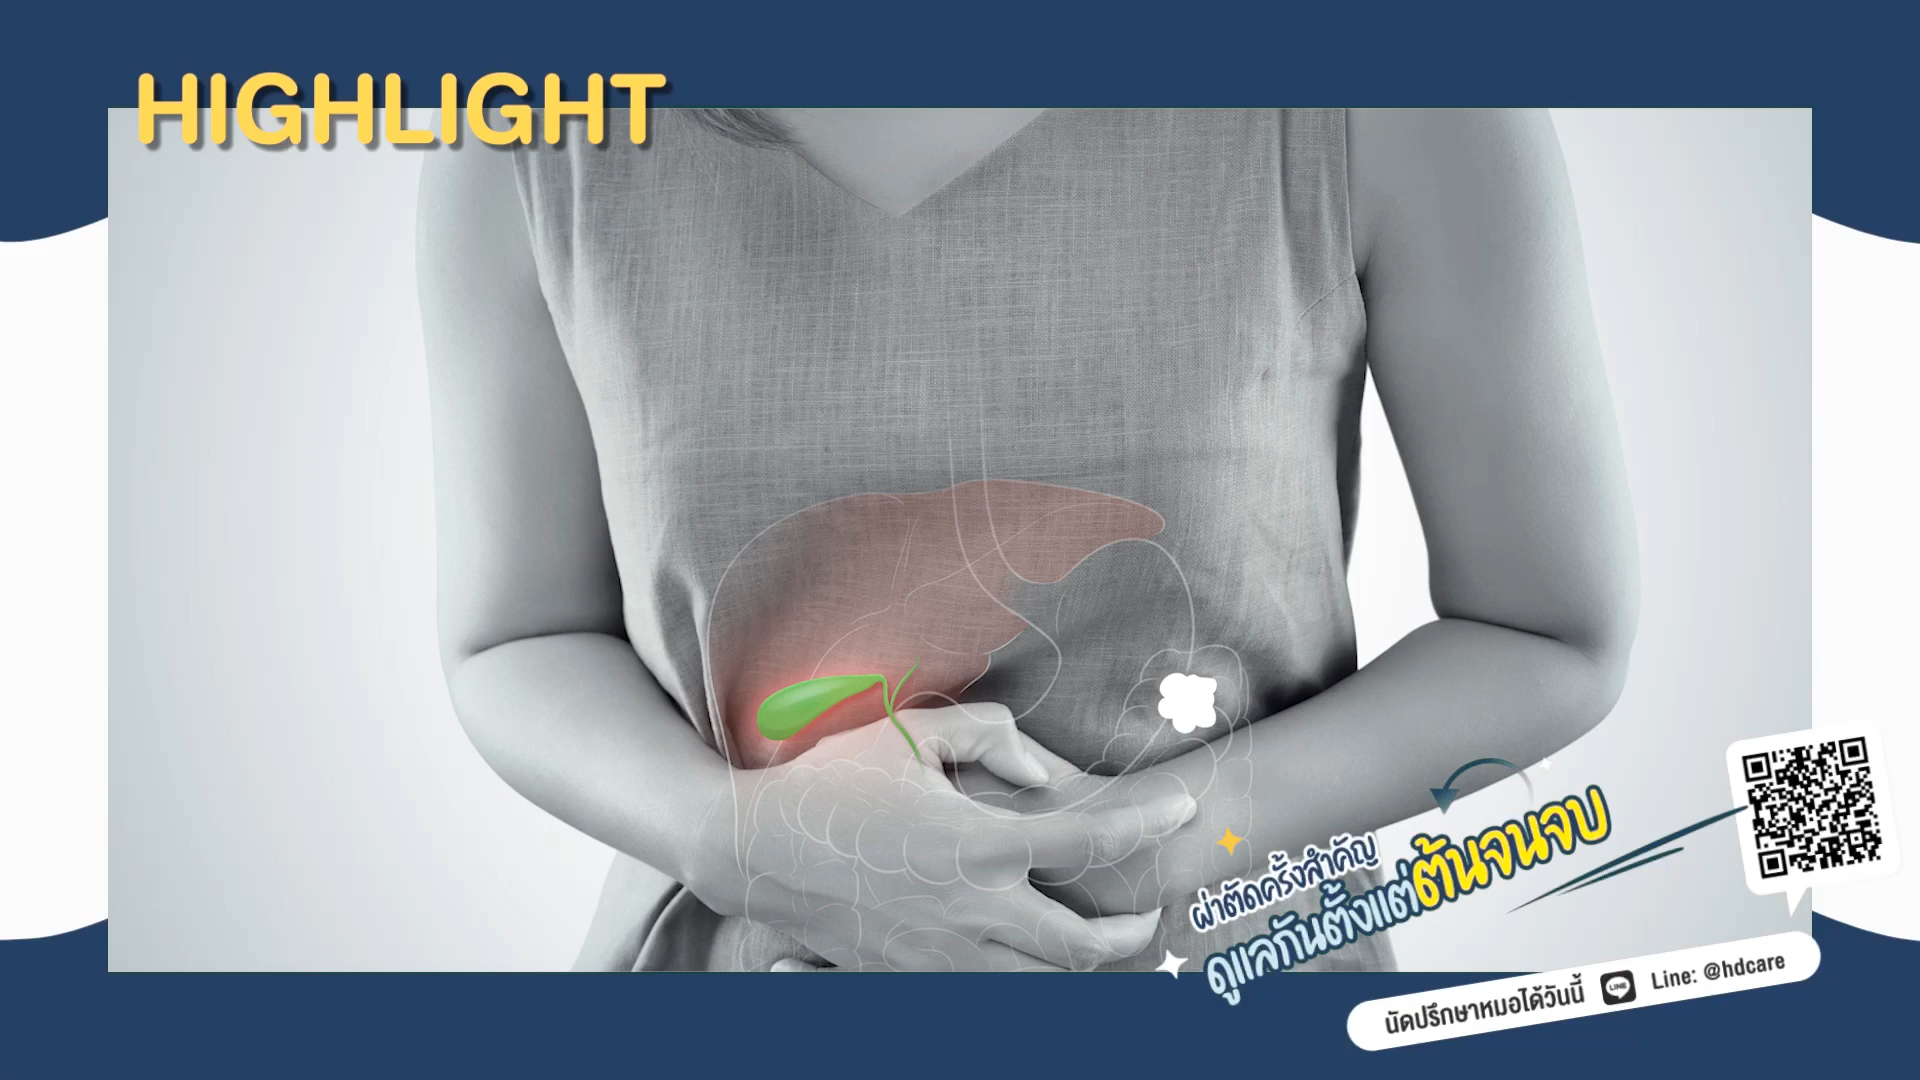 HIGHLIGHT
ผ่าตัดครั้งสำคัญ
ดูแลกันตั้งแต่ต้นจนจบ
นัดปรึกษาหมอได้วันนี้ LINE Line: @hdcare